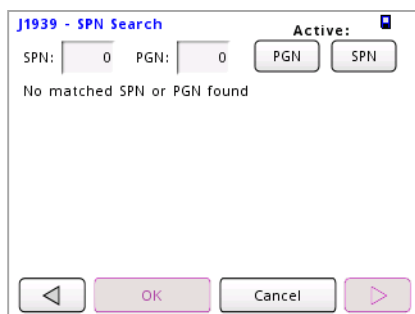 J1939 - SPN Search
Active:
SPN: 0 PGN: 0 PGN SPN
No matched SPN or PGN found
OK Cancel